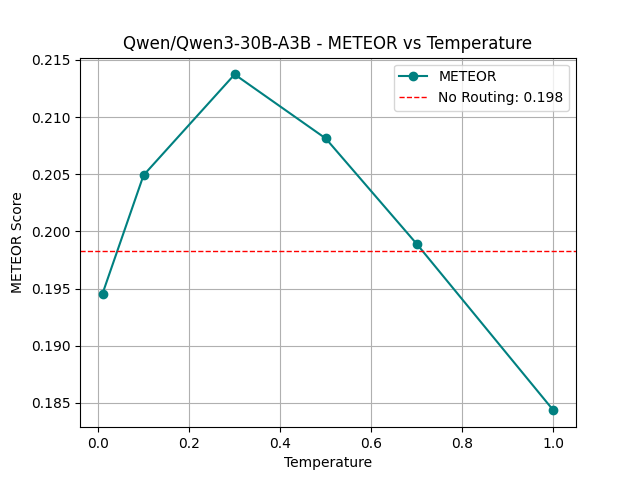 Qwen/Qwen3-30B-A3B - METEOR vs Temperature
METEOR
No Routing: 0.198
METEOR Score
0.215
0.210
0.205
0.200
0.195
0.190
0.185
0.0 0.2 0.4 0.6 0.8 1.0
Temperature